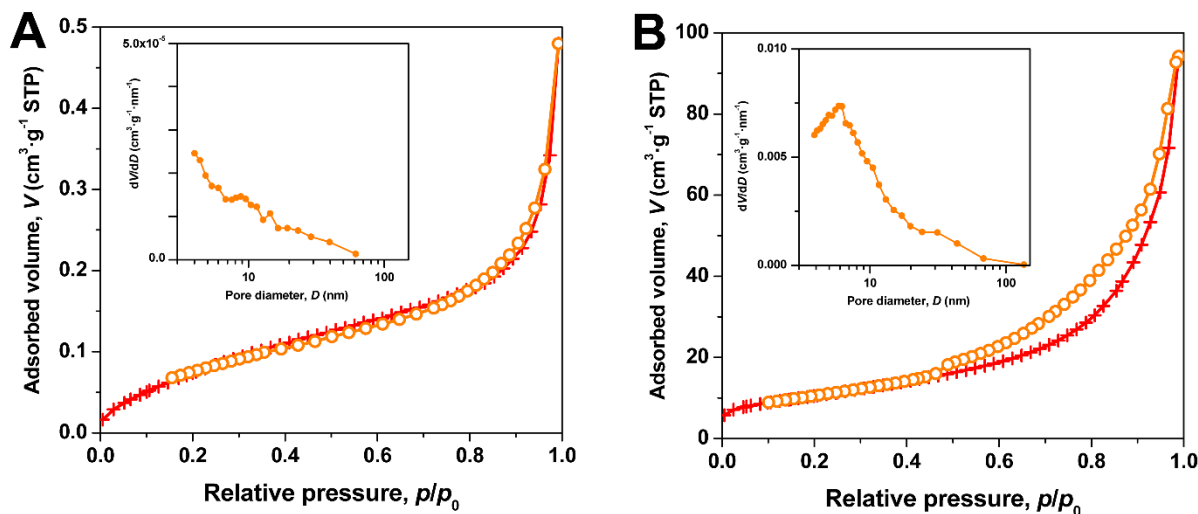 A
Adsorbed volume, V (cm³·g⁻¹ STP)
0.5
0.4
0.3
0.2
0.1
0.0
0.0 0.2 0.4 0.6 0.8 1.0
Relative pressure, p/p₀
dV/dD (cm³·g⁻¹·nm⁻¹)
5.0x10⁻⁵
0.0
10 100
Pore diameter, D (nm)
B
Adsorbed volume, V (cm³·g⁻¹ STP)
100
80
60
40
20
0
0.0 0.2 0.4 0.6 0.8 1.0
Relative pressure, p/p₀
dV/dD (cm³·g⁻¹·nm⁻¹)
0.010
0.005
0.000
10 100
Pore diameter, D (nm)